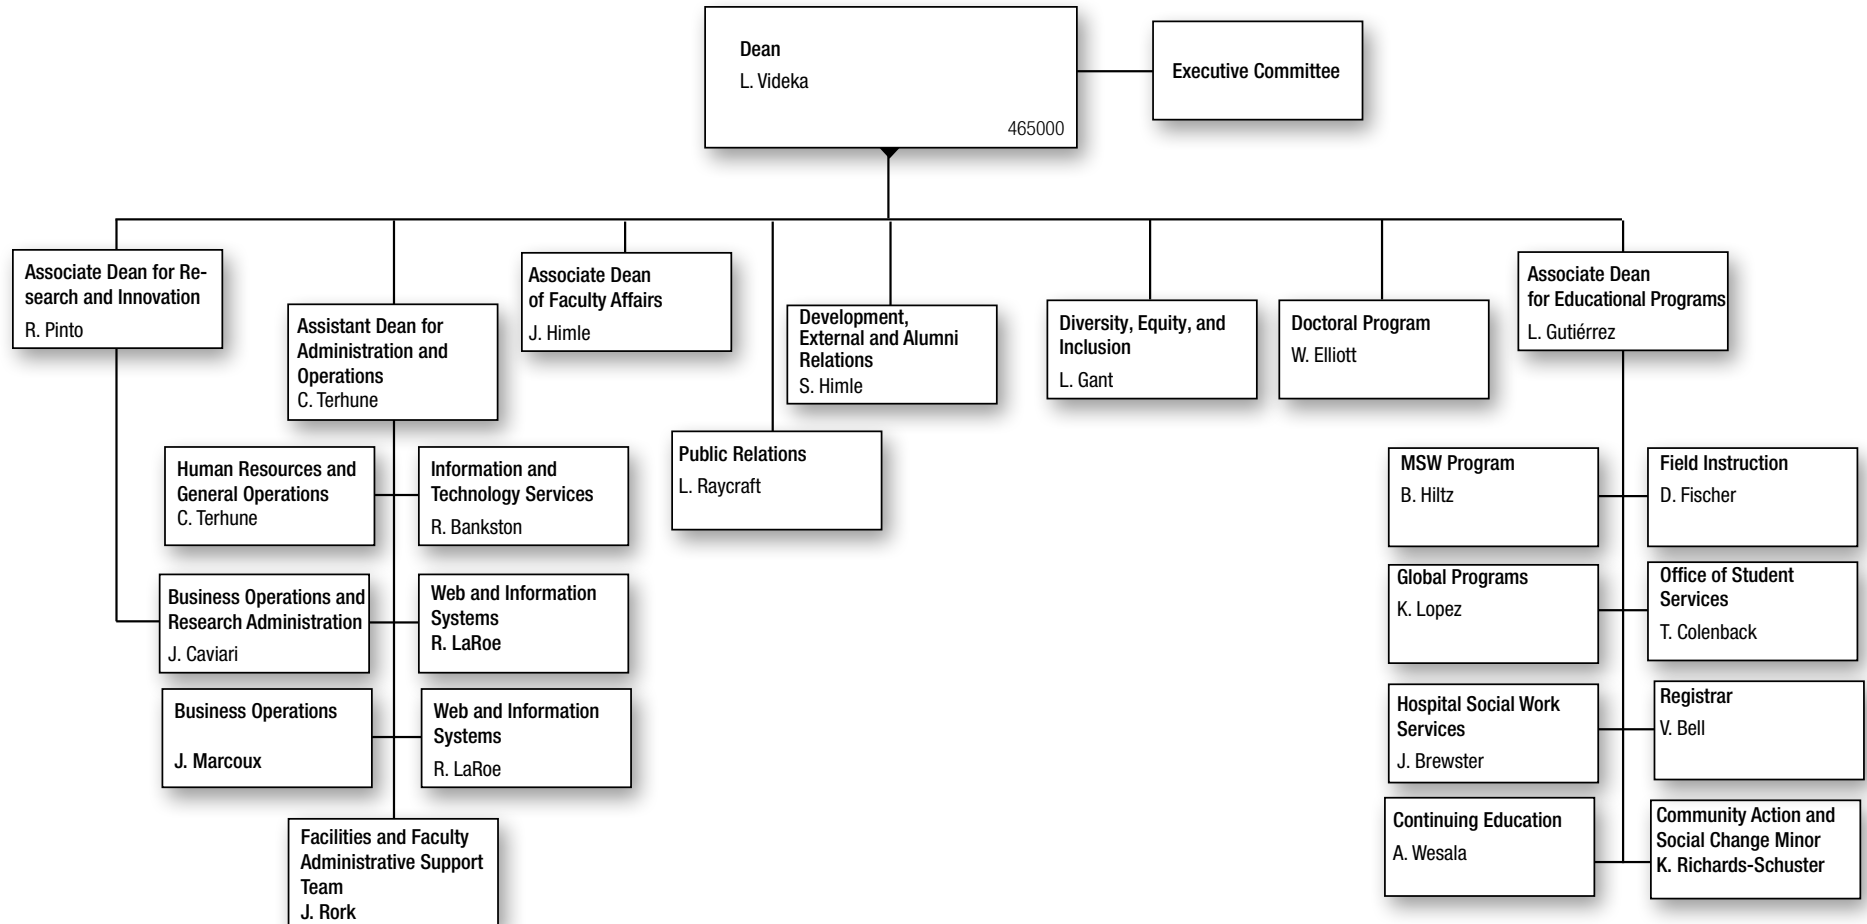 Dean
L. Videka
465000
Executive Committee
Associate Dean for Re-
search and Innovation
R. Pinto
Assistant Dean for
Administration and
Operations
C. Terhune
Associate Dean
of Faculty Affairs
J. Himle
Public Relations
L. Raycraft
Development,
External and Alumni
Relations
S. Himle
Diversity, Equity, and
Inclusion
L. Gant
Doctoral Program
W. Elliott
Associate Dean
for Educational Programs
L. Gutiérrez
Human Resources and
General Operations
C. Terhune
Information and
Technology Services
R. Bankston
Business Operations and
Research Administration
J. Caviari
Web and Information
Systems
R. LaRoe
Business Operations
J. Marcoux
Web and Information
Systems
R. LaRoe
Facilities and Faculty
Administrative Support
Team
J. Rork
MSW Program
B. Hiltz
Field Instruction
D. Fischer
Global Programs
K. Lopez
Office of Student
Services
T. Colenback
Hospital Social Work
Services
J. Brewster
Registrar
V. Bell
Continuing Education
A. Wesala
Community Action and
Social Change Minor
K. Richards-Schuster